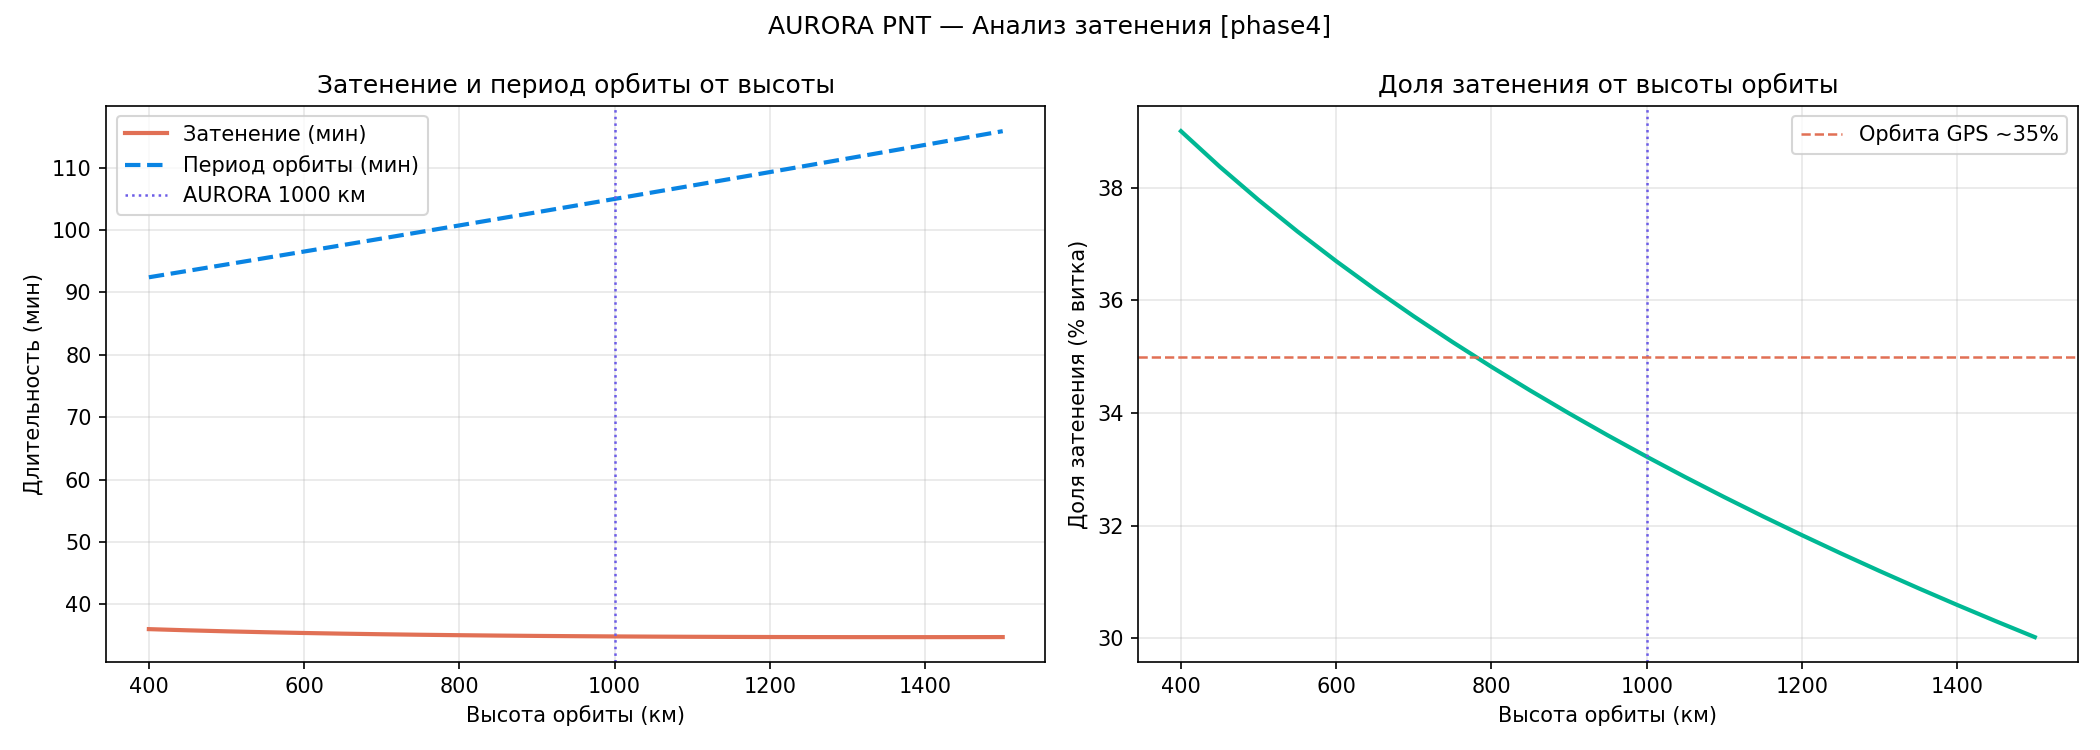 AURORA PNT — Анализ затенения [phase4]
Затенение и период орбиты от высоты
Затенение (мин)
Период орбиты (мин)
AURORA 1000 км
Длительность (мин)
110
100
90
80
70
60
50
40
400 600 800 1000 1200 1400
Высота орбиты (км)
Доля затенения от высоты орбиты
Орбита GPS ~35%
Доля затенения (% витка)
38
36
34
32
30
400 600 800 1000 1200 1400
Высота орбиты (км)